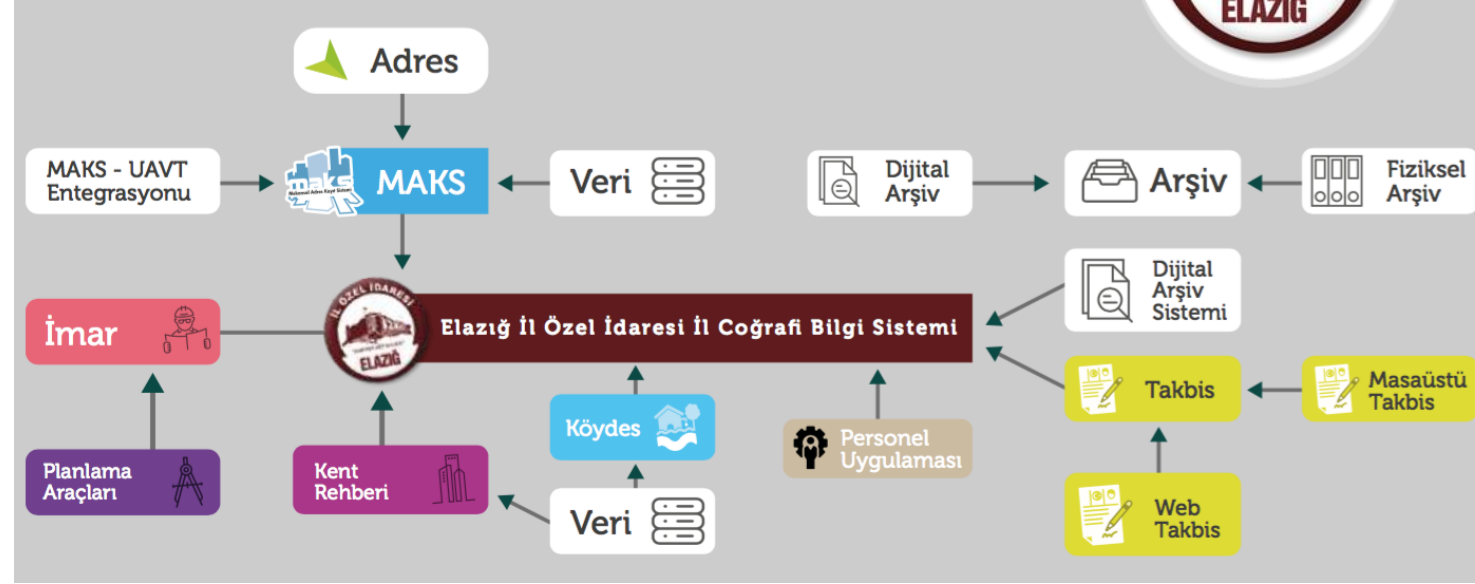 ELAZIĞ
Adres
MAKS - UAVT
Entegrasyonu
maks
MAKS
Veri
Dijital
Arşiv
Arşiv
Fiziksel
Arşiv
Dijital
Arşiv
Sistemi
İmar
İL ÖZEL İDARESİ
ELAZIĞ
Elazığ İl Özel İdaresi İl Coğrafi Bilgi Sistemi
Takbis
Masaüstü
Takbis
Köydes
Personel
Uygulaması
Planlama
Araçları
Kent
Rehberi
Veri
Web
Takbis